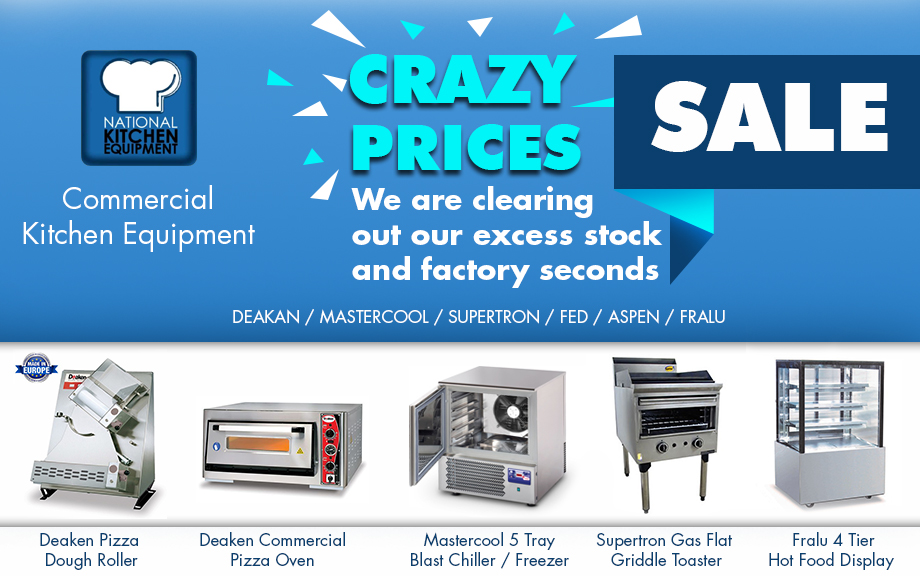 NATIONAL
KITCHEN
EQUIPMENT
Commercial
Kitchen Equipment
CRAZY
PRICES
SALE
We are clearing
out our excess stock
and factory seconds
DEAKAN / MASTERCOOL / SUPERTRON / FED / ASPEN / FRALU
MADE IN
EUROPE
Deaken
Deaken Pizza
Dough Roller
Deaken Commercial
Pizza Oven
Mastercool 5 Tray
Blast Chiller / Freezer
Supertron Gas Flat
Griddle Toaster
Fralu 4 Tier
Hot Food Display